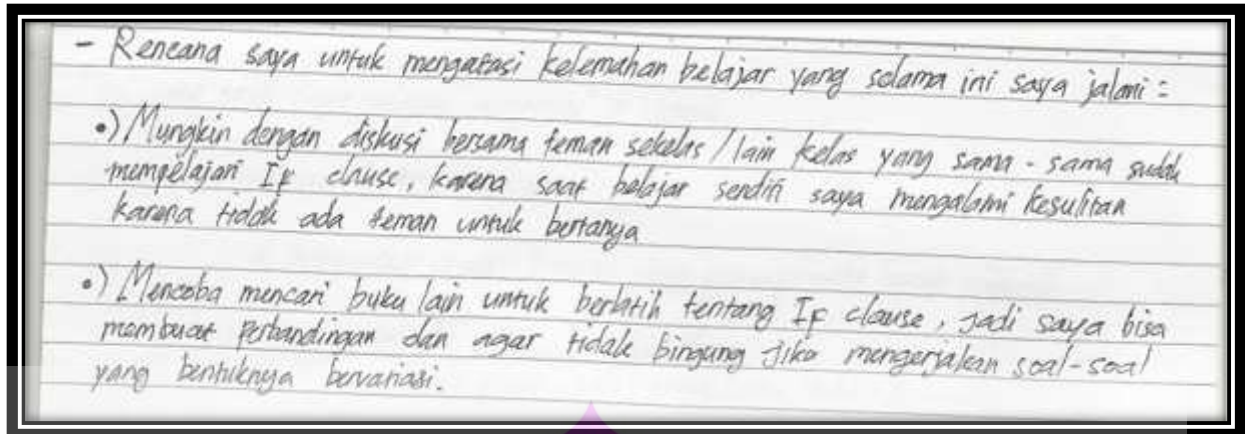 - Rencana saya untuk mengatasi kelemahan belajar yang selama ini saya jalani :
•) Mungkin dengan diskusi bersama teman sekelas / lain kelas yang sama - sama sudah
mempelajari If clause, karena saat belajar sendiri saya mengalami kesulitan
karena tidak ada teman untuk bertanya
•) Mencoba mencari buku lain untuk berlatih tentang If clause, jadi saya bisa
membuat perbandingan dan agar tidak bingung jika mengerjakan soal-soal
yang bentuknya bervariasi.